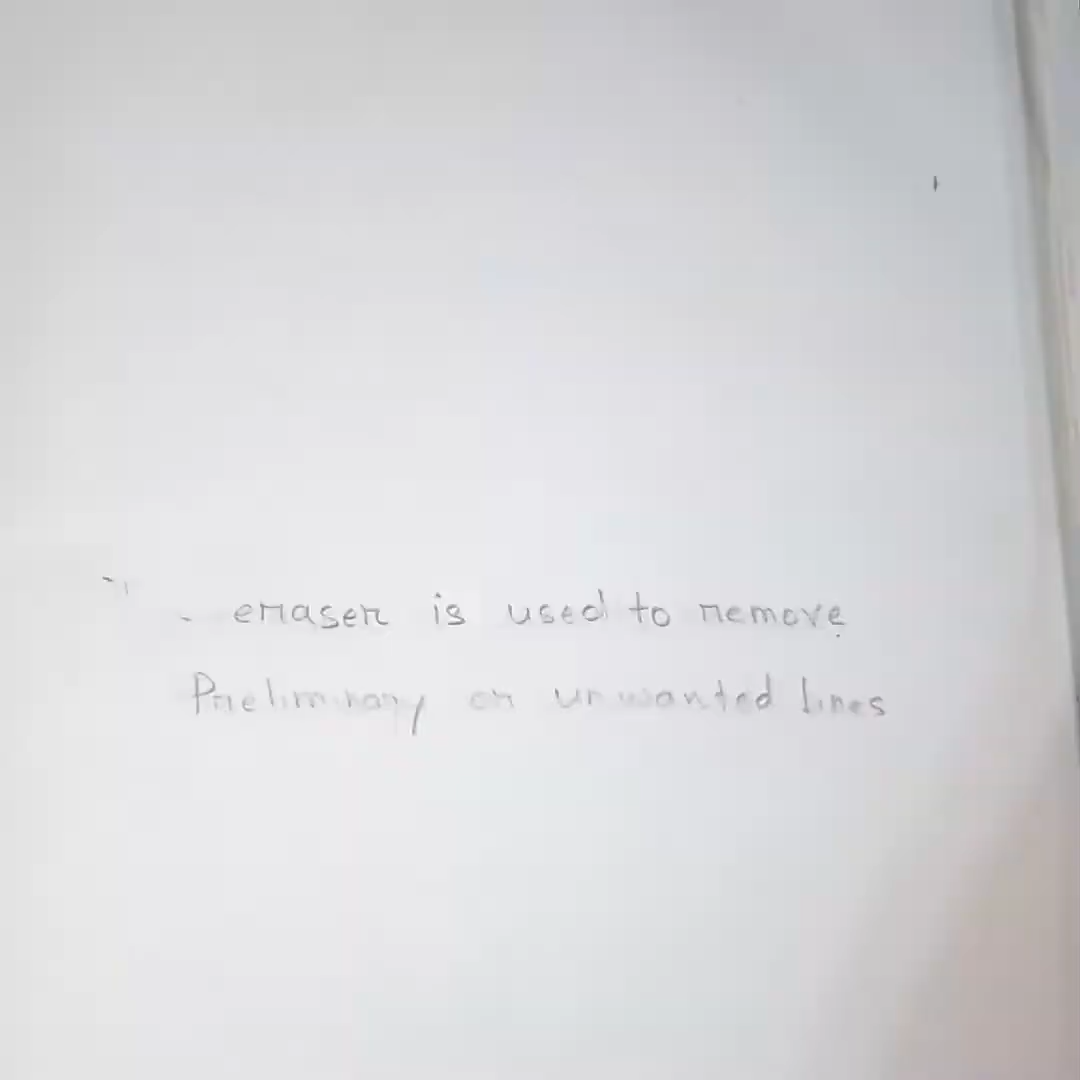 - eraser is used to remove
Preliminary or unwanted lines